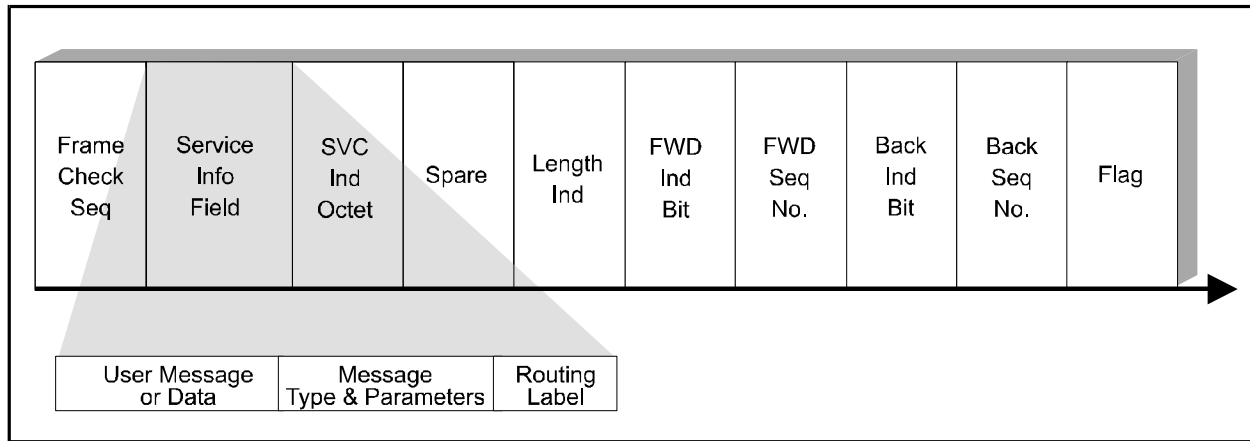 Frame
Check
Seq
Service
Info
Field
SVC
Ind
Octet
Spare
Length
Ind
FWD
Ind
Bit
FWD
Seq
No.
Back
Ind
Bit
Back
Seq
No.
Flag
User Message
or Data
Message
Type & Parameters
Routing
Label